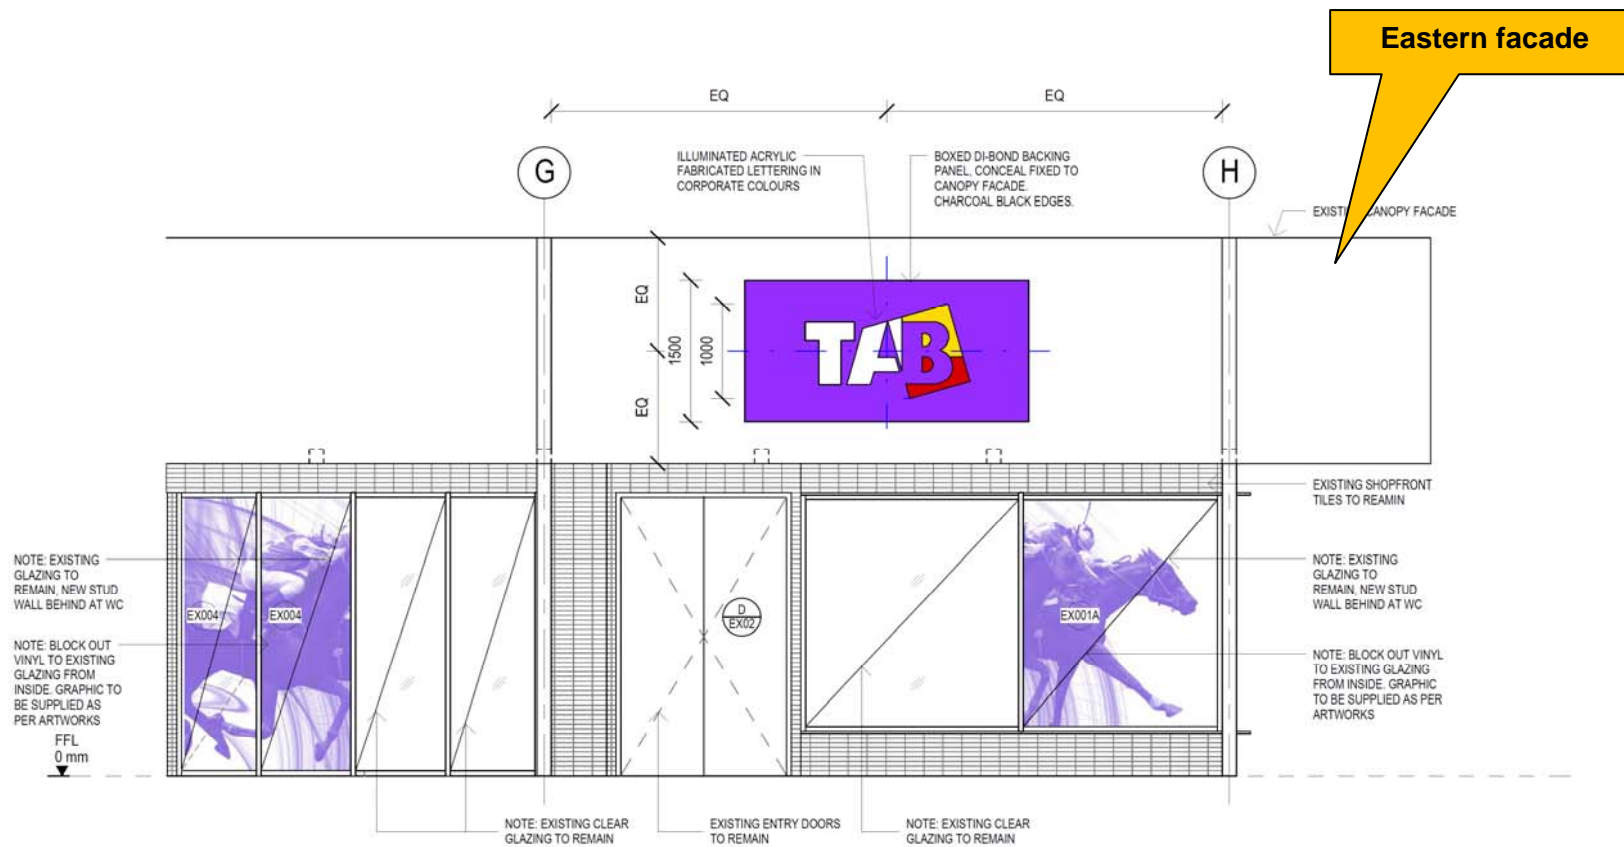 Eastern facade
EQ
EQ
ILLUMINATED ACRYLIC
FABRICATED LETTERING IN
CORPORATE COLOURS
BOXED DI-BOND BACKING
PANEL, CONCEAL FIXED TO
CANOPY FACADE.
CHARCOAL BLACK EDGES.
G
H
CANOPY FACADE
EQ
1500
1000
EQ
TAB
EXISTING SHOPFRONT
TILES TO REAMIN
NOTE: EXISTING
GLAZING TO
REMAIN, NEW STUD
WALL BEHIND AT WC
NOTE: BLOCK OUT
VINYL TO EXISTING
GLAZING FROM
INSIDE. GRAPHIC TO
BE SUPPLIED AS
PER ARTWORKS
FFL
0 mm
EX004
EX004
D
EX02
EX001A
NOTE: EXISTING
GLAZING TO
REMAIN, NEW STUD
WALL BEHIND AT WC
NOTE: BLOCK OUT VINYL
TO EXISTING GLAZING
FROM INSIDE. GRAPHIC
TO BE SUPPLIED AS PER
ARTWORKS
NOTE: EXISTING CLEAR
GLAZING TO REMAIN
EXISTING ENTRY DOORS
TO REMAIN
NOTE: EXISTING CLEAR
GLAZING TO REMAIN